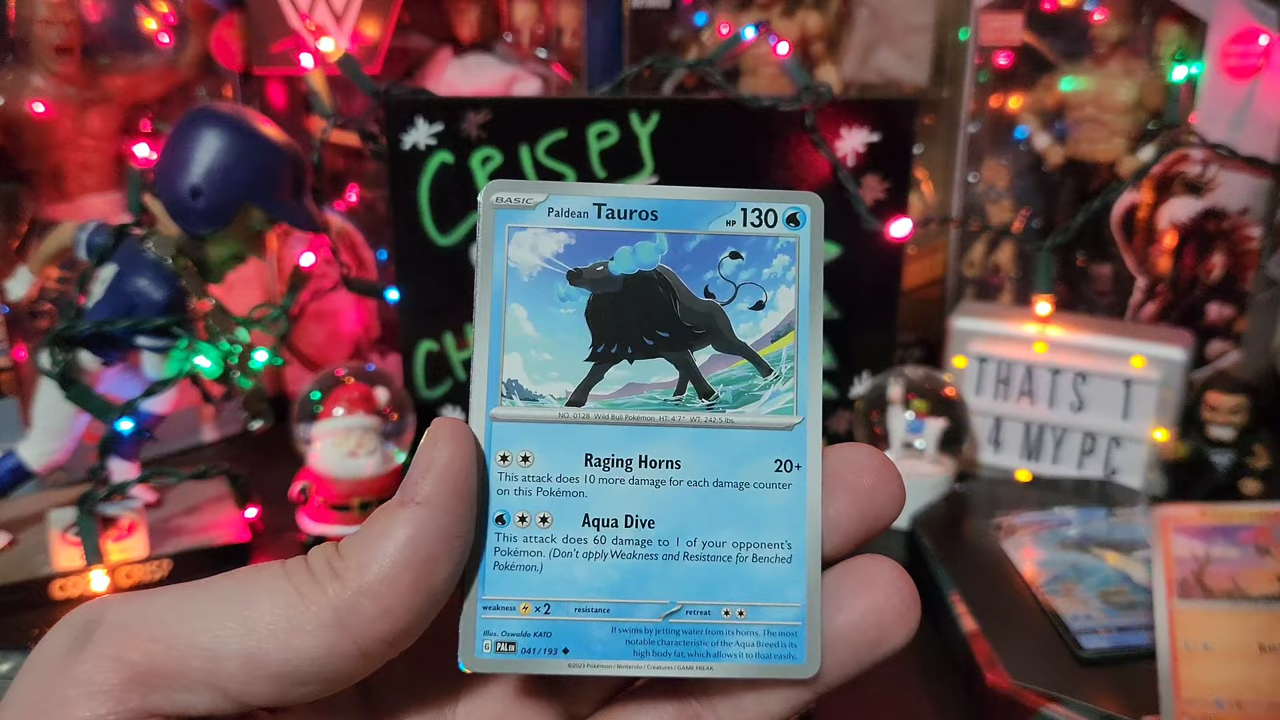 CRISPY
CH
BASIC
Paldean Tauros
HP 130
NO. 0128 Wild Bull Pokémon HT: 4'7" WT: 242.5 lbs
Raging Horns 20+
This attack does 10 more damage for each damage counter
on this Pokémon.
Aqua Dive
This attack does 60 damage to 1 of your opponent's
Pokémon. (Don't apply Weakness and Resistance for Benched
Pokémon.)
weakness ×2 resistance retreat
Illus. Oswaldo KATO
It swims by jetting water from its horns. The most
notable characteristic of the Aqua Breed is its
high body fat, which allows it to float easily.
G PAL EN 041/193
©2023 Pokémon / Nintendo / Creatures / GAME FREAK
THATS 1
4 MY PC